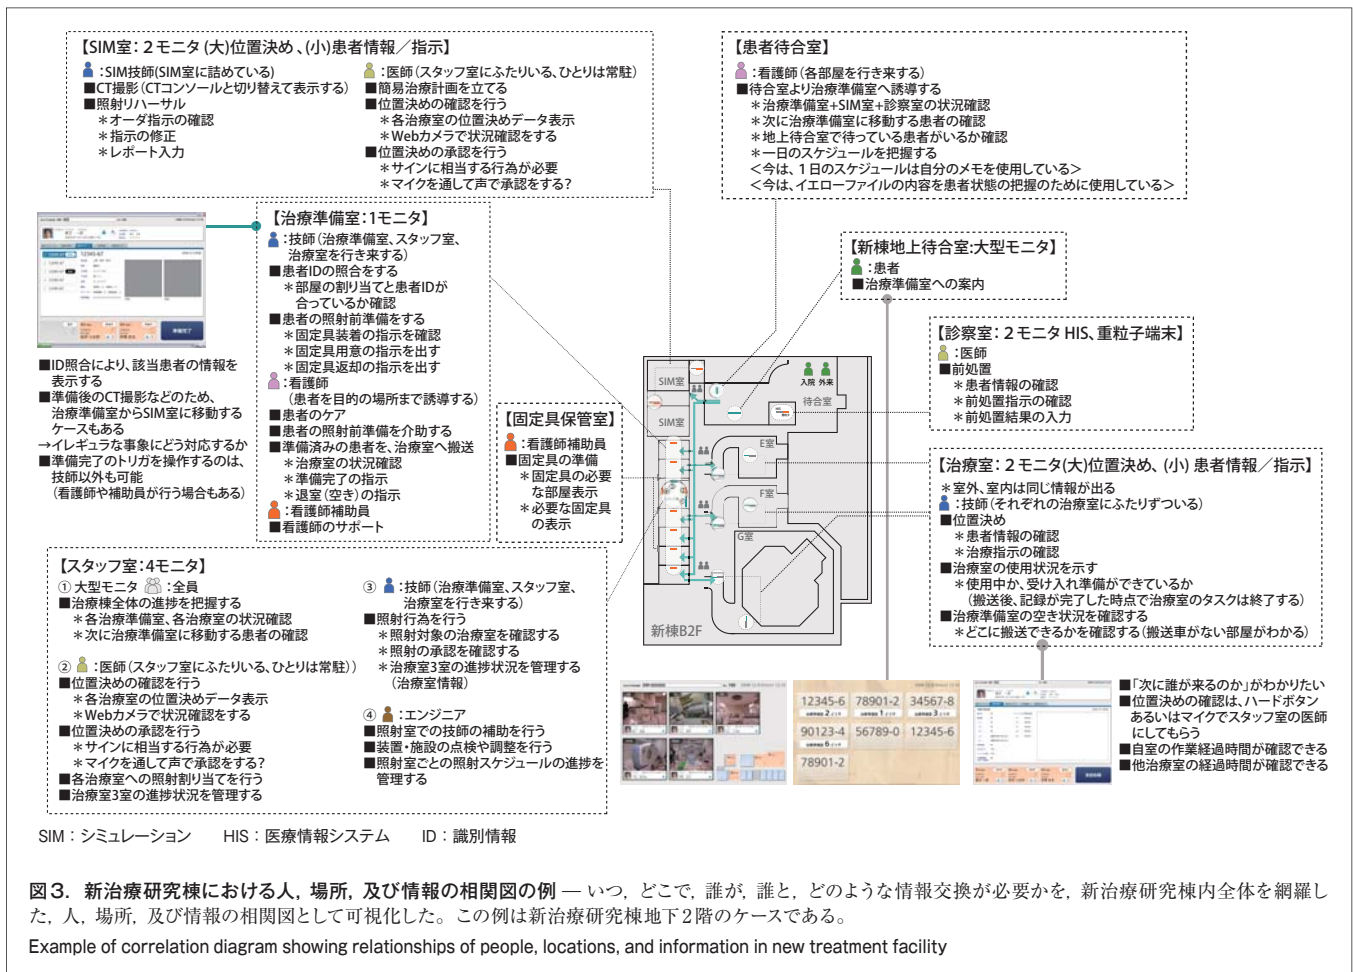 【SIM室：2モニタ(大)位置決め、(小)患者情報／指示】
：SIM技師(SIM室に詰めている)
■CT撮影(CTコンソールと切り替えて表示する)
■照射リハーサル
＊オーダ指示の確認
＊指示の修正
＊レポート入力
：医師(スタッフ室にふたりいる、ひとりは常駐)
■簡易治療計画を立てる
■位置決めの確認を行う
＊各治療室の位置決めデータ表示
＊Webカメラで状況確認をする
■位置決めの承認を行う
＊サインに相当する行為が必要
＊マイクを通して声で承認をする？
【患者待合室】
：看護師(各部屋を行き来する)
■待合室より治療準備室へ誘導する
＊治療準備室+SIM室+診察室の状況確認
＊次に治療準備室に移動する患者の確認
＊地上待合室で待っている患者がいるか確認
＊一日のスケジュールを把握する
＜今は、１日のスケジュールは自分のメモを使用している＞
＜今は、イエローファイルの内容を患者状態の把握のために使用している＞
【治療準備室：1モニタ】
：技師(治療準備室、スタッフ室、
治療室を行き来する)
■患者IDの照合をする
＊部屋の割り当てと患者IDが
合っているか確認
■患者の照射前準備をする
＊固定具装着の指示を確認
＊固定具用意の指示を出す
＊固定具返却の指示を出す
：看護師
(患者を目的の場所まで誘導する)
■患者のケア
■患者の照射前準備を介助する
■準備済みの患者を、治療室へ搬送
＊治療室の状況確認
＊準備完了の指示
＊退室(空き)の指示
：看護師補助員
■看護師のサポート
12345-67
準備完了
■ID照合により、該当患者の情報を
表示する
■準備後のCT撮影などのため、
治療準備室からSIM室に移動する
ケースもある
→イレギュラな事象にどう対応するか
■準備完了のトリガを操作するのは、
技師以外も可能
(看護師や補助員が行う場合もある)
【新棟地上待合室：大型モニタ】
：患者
■治療準備室への案内
【診察室：2モニタ HIS、重粒子端末】
：医師
■前処置
＊患者情報の確認
＊前処置指示の確認
＊前処置結果の入力
【固定具保管室】
：看護師補助員
■固定具の準備
＊固定具の必要
な部屋表示
＊必要な固定具
の表示
SIM室
SIM室
入院 外来
待合室
E室
F室
G室
新棟B2F
【治療室：2モニタ(大)位置決め、(小) 患者情報／指示】
＊室外、室内は同じ情報が出る
：技師(それぞれの治療室にふたりずついる)
■位置決め
＊患者情報の確認
＊治療指示の確認
■治療室の使用状況を示す
＊使用中か、受け入れ準備ができているか
(搬送後、記録が完了した時点で治療室のタスクは終了する)
■治療準備室の空き状況を確認する
＊どこに搬送できるかを確認する(搬送車がない部屋がわかる)
【スタッフ室：4モニタ】
① 大型モニタ ：全員
■治療棟全体の進捗を把握する
＊各治療準備室、各治療室の状況確認
＊次に治療準備室に移動する患者の確認
② ：医師(スタッフ室にふたりいる、ひとりは常駐))
■位置決めの確認を行う
＊各治療室の位置決めデータ表示
＊Webカメラで状況確認をする
■位置決めの承認を行う
＊サインに相当する行為が必要
＊マイクを通して声で承認をする？
■各治療室への照射割り当てを行う
■治療室3室の進捗状況を管理する
③ ：技師(治療準備室、スタッフ室、
治療室を行き来する)
■照射行為を行う
＊照射対象の治療室を確認する
＊照射の承認を確認する
＊治療室3室の進捗状況を管理する
(治療室情報)
④ ：エンジニア
■照射室での技師の補助を行う
■装置・施設の点検や調整を行う
■照射室ごとの照射スケジュールの進捗を
管理する
12345-6 78901-2 34567-8
90123-4 56789-0 12345-6
78901-2
■「次に誰が来るのか」がわかりたい
■位置決めの確認は、ハードボタン
あるいはマイクでスタッフ室の医師
にしてもらう
■自室の作業経過時間が確認できる
■他治療室の経過時間が確認できる
SIM：シミュレーション HIS：医療情報システム ID：識別情報
図3．新治療研究棟における人，場所，及び情報の相関図の例 — いつ，どこで，誰が，誰と，どのような情報交換が必要かを，新治療研究棟内全体を網羅し
た，人，場所，及び情報の相関図として可視化した。この例は新治療研究棟地下2階のケースである。
Example of correlation diagram showing relationships of people, locations, and information in new treatment facility